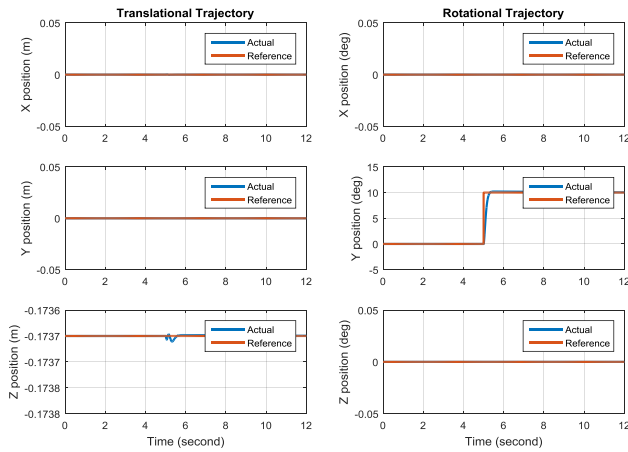 Translational Trajectory
0.05
0
-0.05
X position (m)
0 2 4 6 8 10 12
Actual
Reference
Rotational Trajectory
0.05
0
-0.05
X position (deg)
0 2 4 6 8 10 12
Actual
Reference
0.05
0
-0.05
Y position (m)
0 2 4 6 8 10 12
Actual
Reference
15
10
5
0
-5
Y position (deg)
0 2 4 6 8 10 12
Actual
Reference
-0.1736
-0.1737
-0.1737
-0.1738
-0.1738
Z position (m)
0 2 4 6 8 10 12
Time (second)
Actual
Reference
0.05
0
-0.05
Z position (deg)
0 2 4 6 8 10 12
Time (second)
Actual
Reference